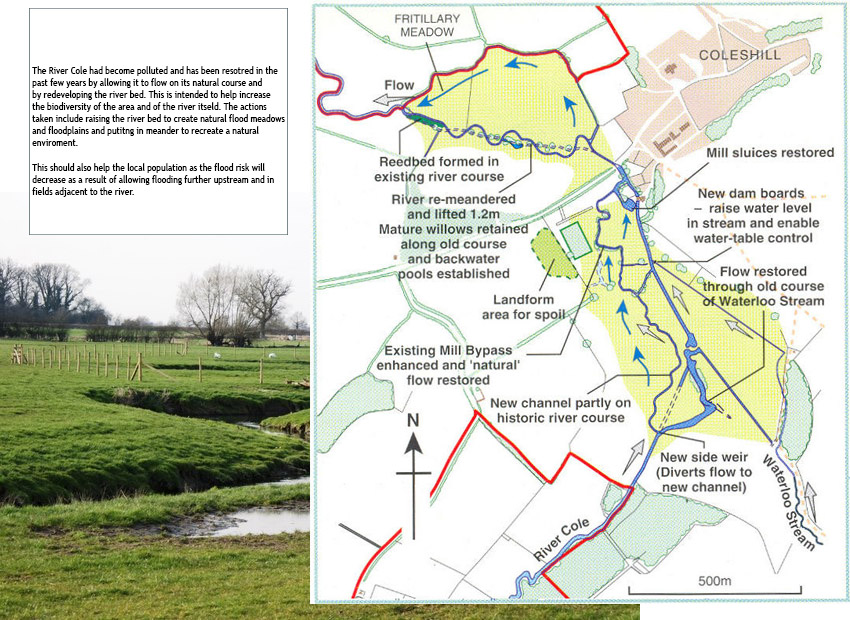 The River Cole had become polluted and has been resotred in the
past few years by allowing it to flow on its natural course and
by redeveloping the river bed. This is intended to help increase
the biodiversity of the area and of the river itseld. The actions
taken include raising the river bed to create natural flood meadows
and floodplains and putitng in meander to recreate a natural
enviroment.
This should also help the local population as the flood risk will
decrease as a result of allowing flooding further upstream and in
fields adjacent to the river.
FRITILLARY
MEADOW
COLESHILL
Flow
Reedbed formed in
existing river course
Mill sluices restored
River re-meandered
and lifted 1.2m
Mature willows retained
along old course
and backwater
pools established
New dam boards
– raise water level
in stream and enable
water-table control
Flow restored
through old course
of Waterloo Stream
Landform
area for spoil
Existing Mill Bypass
enhanced and 'natural'
flow restored
New channel partly on
historic river course
N
New side weir
(Diverts flow to
new channel)
Waterloo Stream
River Cole
500m